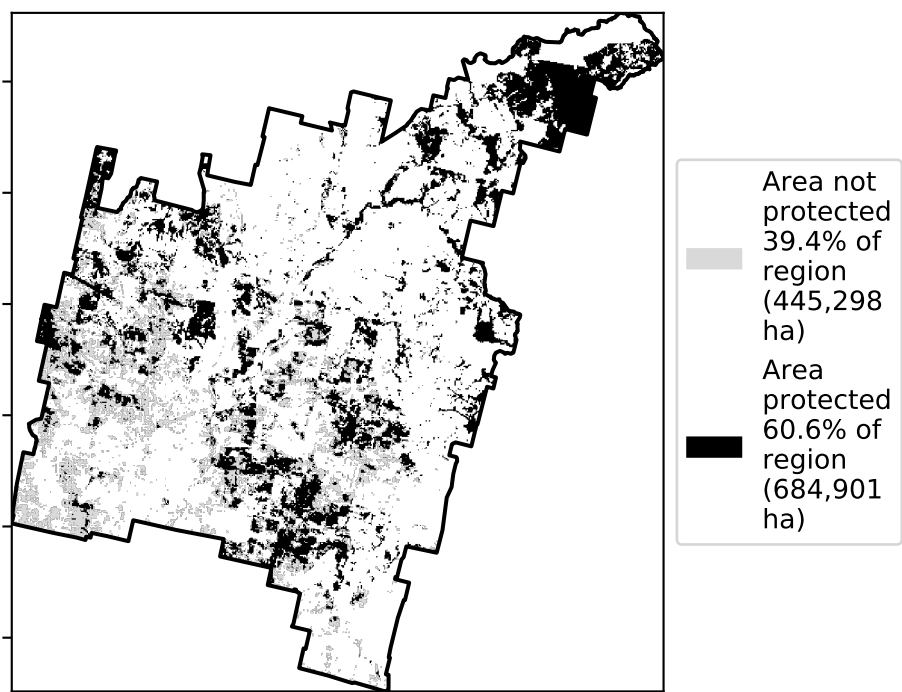 Area not
protected
39.4% of
region
(445,298
ha)
Area
protected
60.6% of
region
(684,901
ha)